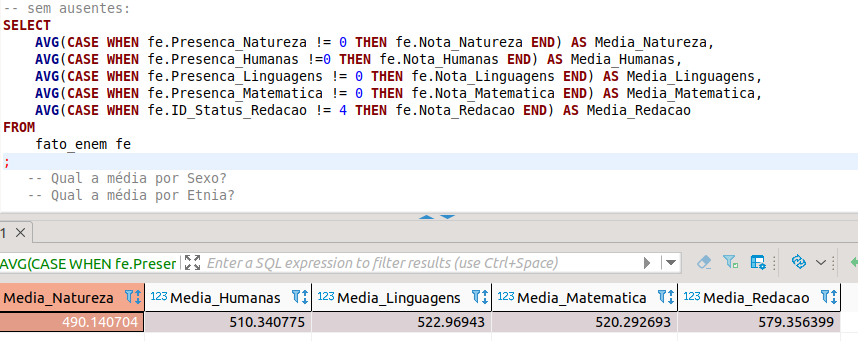 -- sem ausentes:
SELECT
AVG(CASE WHEN fe.Presenca_Natureza != 0 THEN fe.Nota_Natureza END) AS Media_Natureza,
AVG(CASE WHEN fe.Presenca_Humanas !=0 THEN fe.Nota_Humanas END) AS Media_Humanas,
AVG(CASE WHEN fe.Presenca_Linguagens != 0 THEN fe.Nota_Linguagens END) AS Media_Linguagens,
AVG(CASE WHEN fe.Presenca_Matematica != 0 THEN fe.Nota_Matematica END) AS Media_Matematica,
AVG(CASE WHEN fe.ID_Status_Redacao != 4 THEN fe.Nota_Redacao END) AS Media_Redacao
FROM
fato_enem fe
;
-- Qual a média por Sexo?
-- Qual a média por Etnia?
1
AVG(CASE WHEN fe.Preser Enter a SQL expression to filter results (use Ctrl+Space)
Media_Natureza 123 Media_Humanas 123 Media_Linguagens 123 Media_Matematica 123 Media_Redacao
490.140704 510.340775 522.96943 520.292693 579.356399